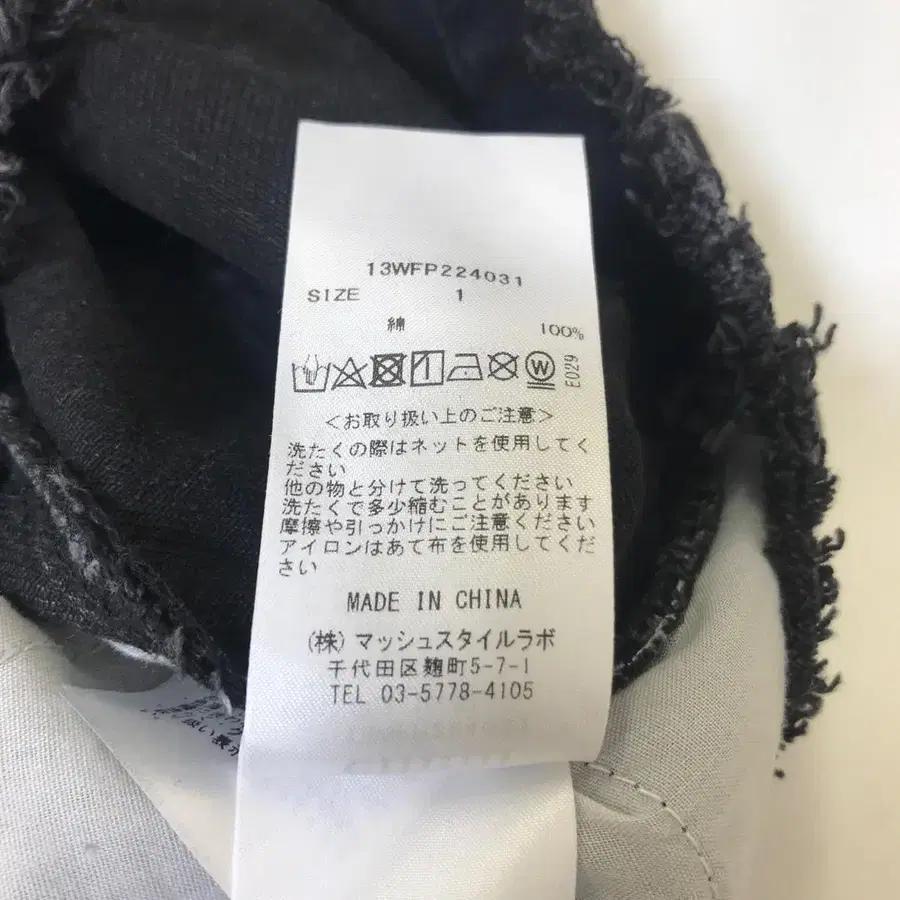 13WFP224031
SIZE 1
綿 100%
W
E029
<お取り扱い上のご注意>
洗たくの際はネットを使用してく
ださい
他の物と分けて洗ってください
洗たくで多少縮むことがあります
摩擦や引っかけにご注意ください
アイロンはあて布を使用してくだ
さい
MADE IN CHINA
(株)マッシュスタイルラボ
千代田区麹町5-7-1
TEL 03-5778-4105